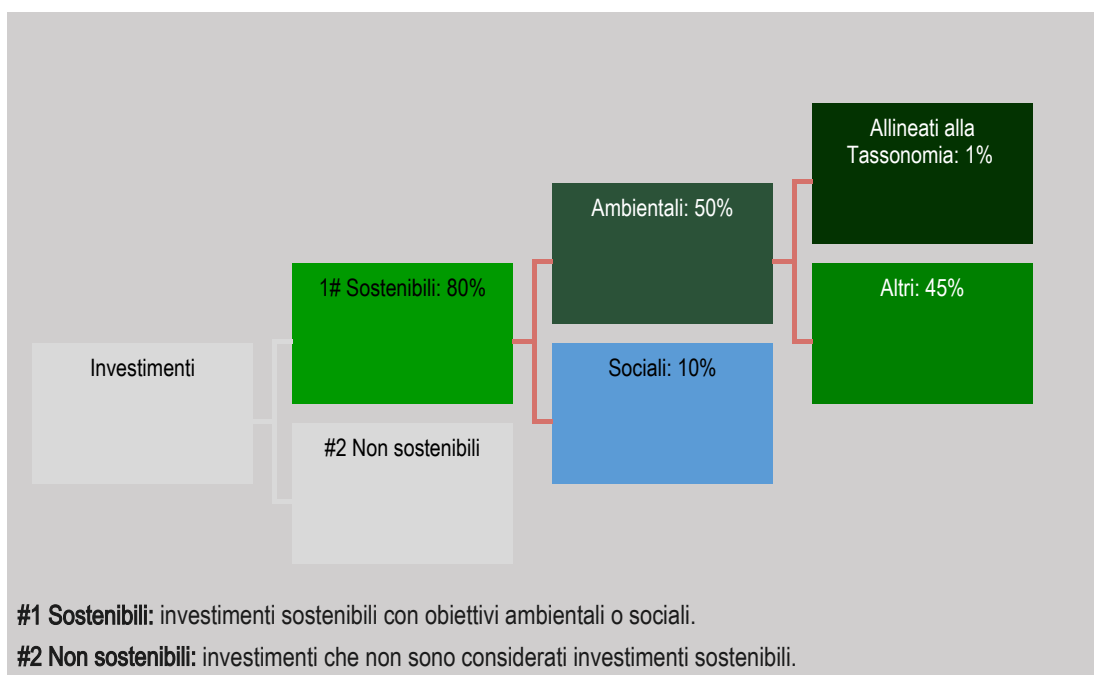 Allineati alla
Tassonomia: 1%
Ambientali: 50%
1# Sostenibili: 80%
Altri: 45%
Investimenti
Sociali: 10%
#2 Non sostenibili
#1 Sostenibili: investimenti sostenibili con obiettivi ambientali o sociali.
#2 Non sostenibili: investimenti che non sono considerati investimenti sostenibili.